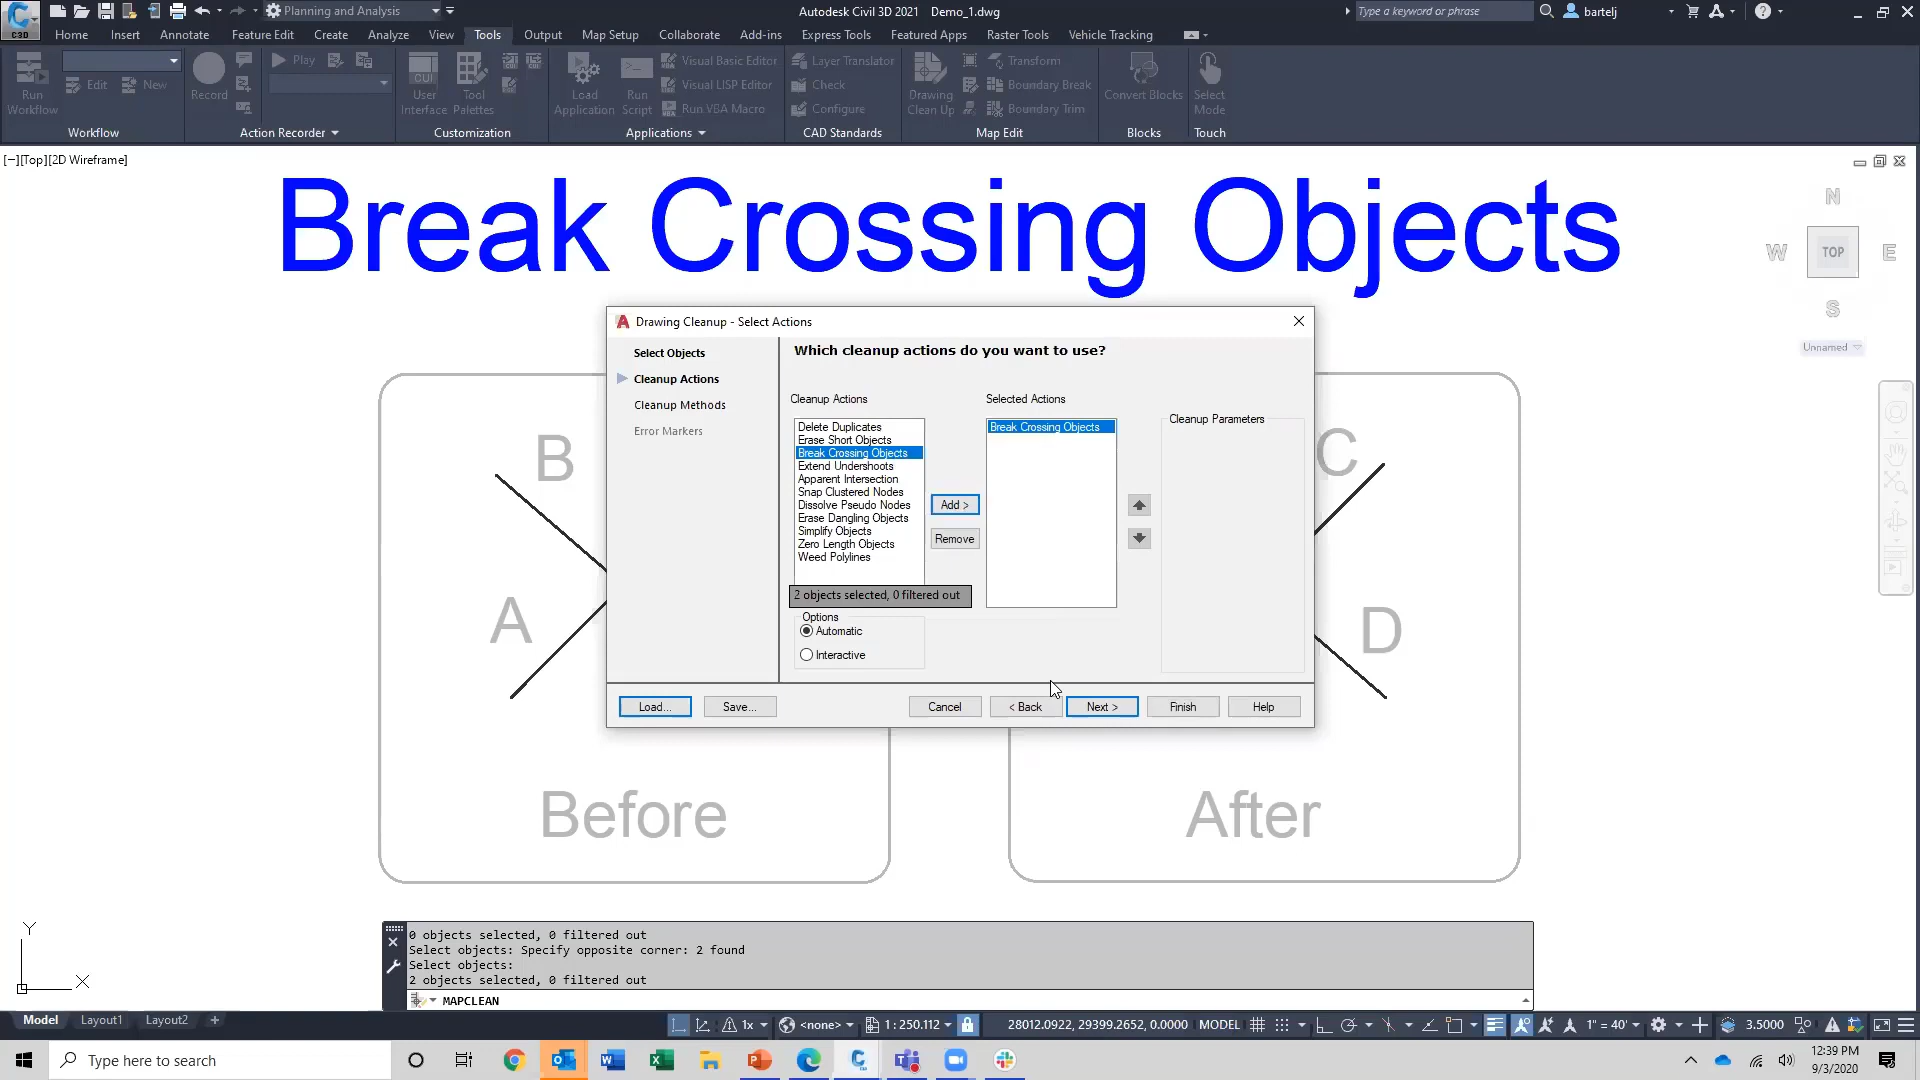 C3D
Planning and Analysis
Autodesk Civil 3D 2021 Demo_1.dwg
Type a keyword or phrase
bartelj
Home Insert Annotate Feature Edit Create Analyze View Tools Output Map Setup Collaborate Add-ins Express Tools Featured Apps Raster Tools Vehicle Tracking
Run Workflow
Edit New
Workflow
Record
Play
Action Recorder
CUI
User Interface
Tool Palettes
Customization
Load Application
Run Script
Visual Basic Editor
Visual LISP Editor
Run VBA Macro
Applications
Layer Translator
Check
Configure
CAD Standards
Drawing Clean Up
Transform
Boundary Break
Boundary Trim
Map Edit
Convert Blocks
Blocks
Select Mode
Touch
[−][Top][2D Wireframe]
Break Crossing Objects
N
W TOP E
S
Unnamed
Drawing Cleanup - Select Actions
Select Objects
Cleanup Actions
Cleanup Methods
Error Markers
Which cleanup actions do you want to use?
Cleanup Actions
Delete Duplicates
Erase Short Objects
Break Crossing Objects
Extend Undershoots
Apparent Intersection
Snap Clustered Nodes
Dissolve Pseudo Nodes
Erase Dangling Objects
Simplify Objects
Zero Length Objects
Weed Polylines
2 objects selected, 0 filtered out
Add >
Remove
Selected Actions
Break Crossing Objects
Cleanup Parameters
Options
Automatic
Interactive
Load... Save... Cancel < Back Next > Finish Help
B
A
C
D
Before
After
Y
X
0 objects selected, 0 filtered out
Select objects: Specify opposite corner: 2 found
Select objects:
2 objects selected, 0 filtered out
MAPCLEAN
Model Layout1 Layout2 +
1x <none> 1 : 250.112 28012.0922, 29399.2652, 0.0000 MODEL 1" = 40' 3.5000
Type here to search
12:39 PM
9/3/2020